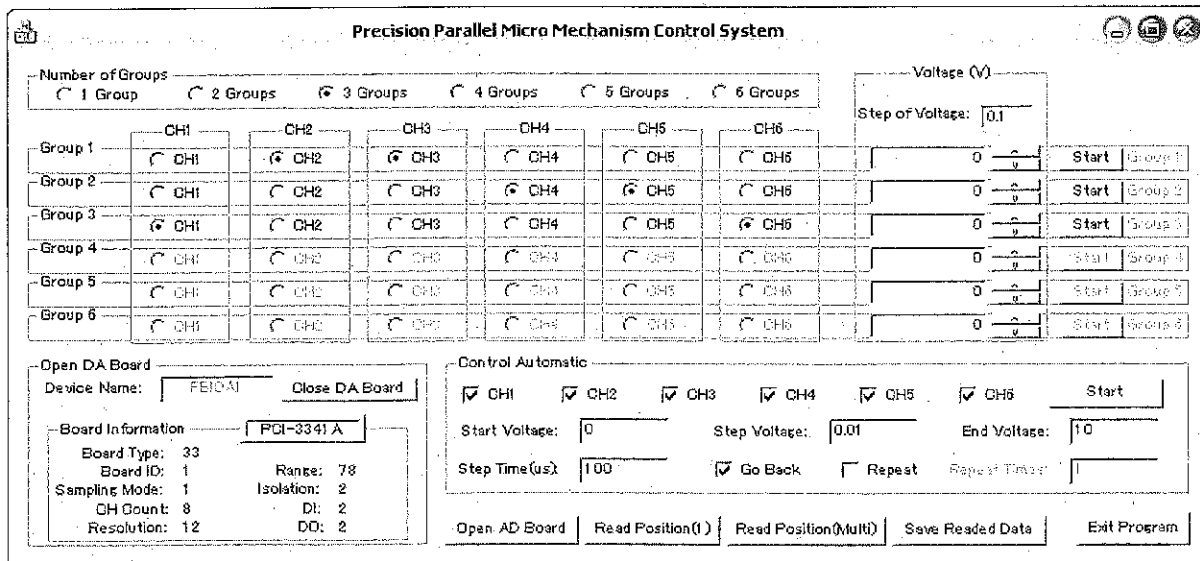 Precision Parallel Micro Mechanism Control System
Number of Groups
1 Group 2 Groups 3 Groups 4 Groups 5 Groups 6 Groups
Voltage (V)
Step of Voltage: 0.1
CH1 CH2 CH3 CH4 CH5 CH6
Group 1 CH1 CH2 CH3 CH4 CH5 CH6 0 Start Group 1
Group 2 CH1 CH2 CH3 CH4 CH5 CH6 0 Start Group 2
Group 3 CH1 CH2 CH3 CH4 CH5 CH6 0 Start Group 3
Group 4 CH1 CH2 CH3 CH4 CH5 CH6 0 Start Group 4
Group 5 CH1 CH2 CH3 CH4 CH5 CH6 0 Start Group 5
Group 6 CH1 CH2 CH3 CH4 CH5 CH6 0 Start Group 6
Open DA Board
Device Name: Close DA Board
Board Information PCI-3341A
Board Type: 33
Board ID: 1 Range: 78
Sampling Mode: 1 Isolation: 2
CH Count: 8 DI: 2
Resolution: 12 DO: 2
Control Automatic
CH1 CH2 CH3 CH4 CH5 CH6 Start
Start Voltage: 0 Step Voltage: 0.01 End Voltage: 10
Step Time(us): 100 Go Back Repeat Repeat Times: 1
Open AD Board Read Position(1) Read Position(Multi) Save Readed Data Exit Program